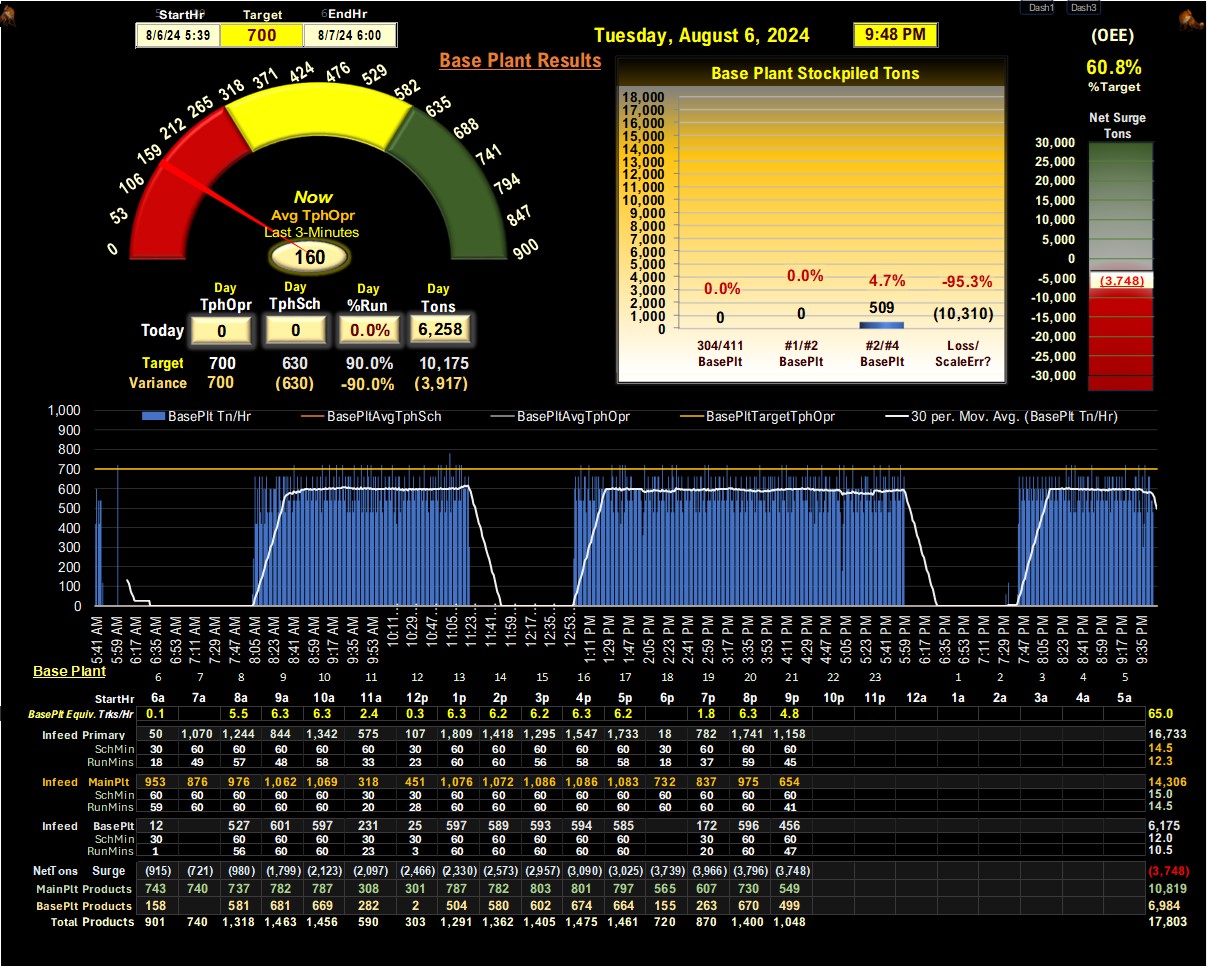 Dash1 Dash3
StartHr Target EndHr
8/6/24 5:39 700 8/7/24 6:00
Tuesday, August 6, 2024 9:48 PM
(OEE)
60.8%
%Target
Base Plant Results
0 53 106 159 212 265 318 371 424 476 529 582 635 688 741 794 847 900
Now
Avg TphOpr
Last 3-Minutes
160
Day Day Day Day
TphOpr TphSch %Run Tons
Today 0 0 0.0% 6,258
Target 700 630 90.0% 10,175
Variance 700 (630) -90.0% (3,917)
Base Plant Stockpiled Tons
18,000
17,000
16,000
15,000
14,000
13,000
12,000
11,000
10,000
9,000
8,000
7,000
6,000
5,000
4,000
3,000
2,000
1,000
0
0.0% 0.0% 4.7% -95.3%
0 0 509 (10,310)
304/411 #1/#2 #2/#4 Loss/
BasePlt BasePlt BasePlt ScaleErr?
Net Surge
Tons
30,000
25,000
20,000
15,000
10,000
5,000
0
-5,000
-10,000
-15,000
-20,000
-25,000
-30,000
(3,748)
BasePlt Tn/Hr BasePltAvgTphSch BasePltAvgTphOpr BasePltTargetTphOpr 30 per. Mov. Avg. (BasePlt Tn/Hr)
1,000
900
800
700
600
500
400
300
200
100
0
5:41 AM 5:59 AM 6:17 AM 6:35 AM 6:53 AM 7:11 AM 7:29 AM 7:47 AM 8:05 AM 8:23 AM 8:41 AM 8:59 AM 9:17 AM 9:35 AM 9:53 AM 10:11… 10:29… 10:47… 11:05… 11:23… 11:41… 11:59… 12:17… 12:35… 12:53… 1:11 PM 1:29 PM 1:47 PM 2:05 PM 2:23 PM 2:41 PM 2:59 PM 3:17 PM 3:35 PM 3:53 PM 4:11 PM 4:29 PM 4:47 PM 5:05 PM 5:23 PM 5:41 PM 5:59 PM 6:17 PM 6:35 PM 6:53 PM 7:11 PM 7:29 PM 7:47 PM 8:05 PM 8:23 PM 8:41 PM 8:59 PM 9:17 PM 9:35 PM
Base Plant
6 7 8 9 10 11 12 13 14 15 16 17 18 19 20 21 22 23 1 2 3 4 5
StartHr 6a 7a 8a 9a 10a 11a 12p 1p 2p 3p 4p 5p 6p 7p 8p 9p 10p 11p 12a 1a 2a 3a 4a 5a
BasePlt Equiv. Trks/Hr 0.1 5.5 6.3 6.3 2.4 0.3 6.3 6.2 6.2 6.3 6.2 1.8 6.3 4.8 65.0
Infeed Primary 50 1,070 1,244 844 1,342 575 107 1,809 1,418 1,295 1,547 1,733 18 782 1,741 1,158 16,733
SchMin 30 60 60 60 60 30 30 60 60 60 60 60 30 60 60 60 14.5
RunMins 18 49 57 48 58 33 23 60 60 56 58 58 18 37 59 45 12.3
Infeed MainPlt 953 876 976 1,062 1,069 318 451 1,076 1,072 1,086 1,086 1,083 732 837 975 654 14,306
SchMin 60 60 60 60 60 30 30 60 60 60 60 60 60 60 60 60 15.0
RunMins 59 60 60 60 60 20 28 60 60 60 60 60 60 60 60 41 14.5
Infeed BasePlt 12 527 601 597 231 25 597 589 593 594 585 172 596 456 6,175
SchMin 30 60 60 60 30 30 60 60 60 60 60 30 60 60 12.0
RunMins 1 56 60 60 23 3 60 60 60 60 60 20 60 47 10.5
NetTons Surge (915) (721) (980) (1,799) (2,123) (2,097) (2,466) (2,330) (2,573) (2,957) (3,090) (3,025) (3,739) (3,966) (3,796) (3,748) (3,748)
MainPlt Products 743 740 737 782 787 308 301 787 782 803 801 797 565 607 730 549 10,819
BasePlt Products 158 581 681 669 282 2 504 580 602 674 664 155 263 670 499 6,984
Total Products 901 740 1,318 1,463 1,456 590 303 1,291 1,362 1,405 1,475 1,461 720 870 1,400 1,048 17,803